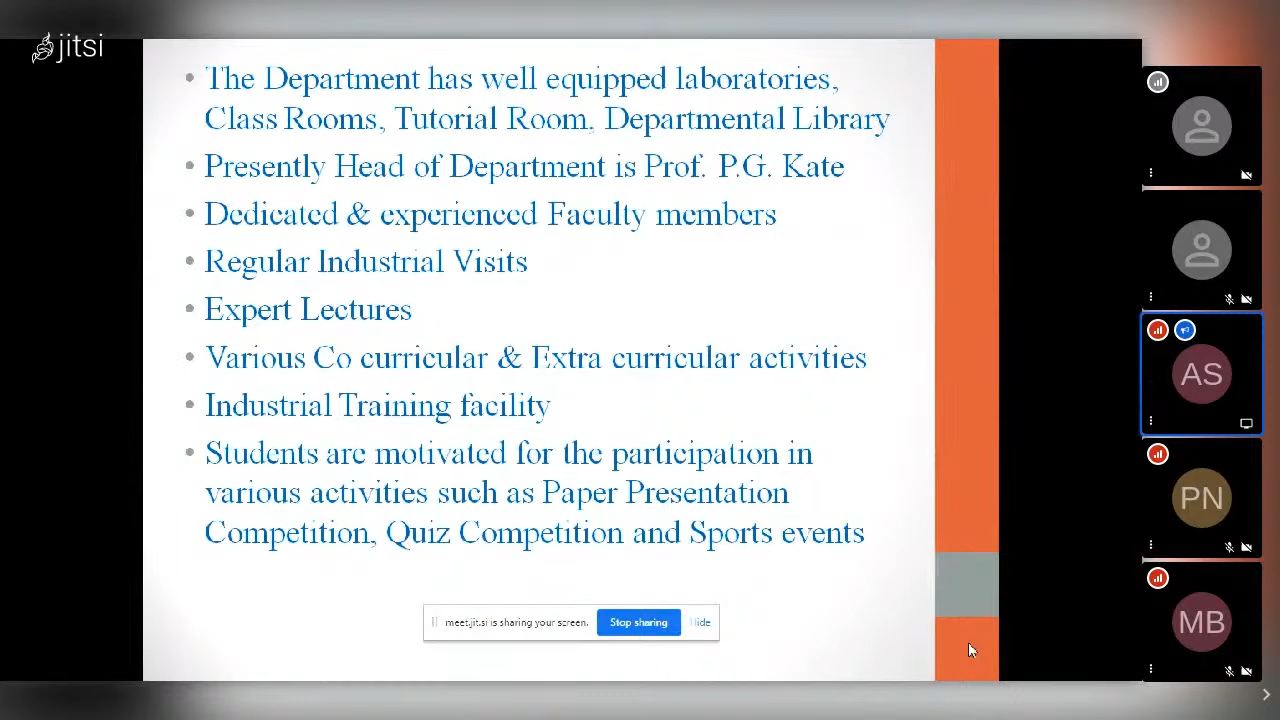 jitsi
The Department has well equipped laboratories,
Class Rooms, Tutorial Room, Departmental Library
Presently Head of Department is Prof. P.G. Kate
Dedicated & experienced Faculty members
Regular Industrial Visits
Expert Lectures
Various Co curricular & Extra curricular activities
Industrial Training facility
Students are motivated for the participation in
various activities such as Paper Presentation
Competition, Quiz Competition and Sports events
meet.jit.si is sharing your screen. Stop sharing Hide
AS
PN
MB